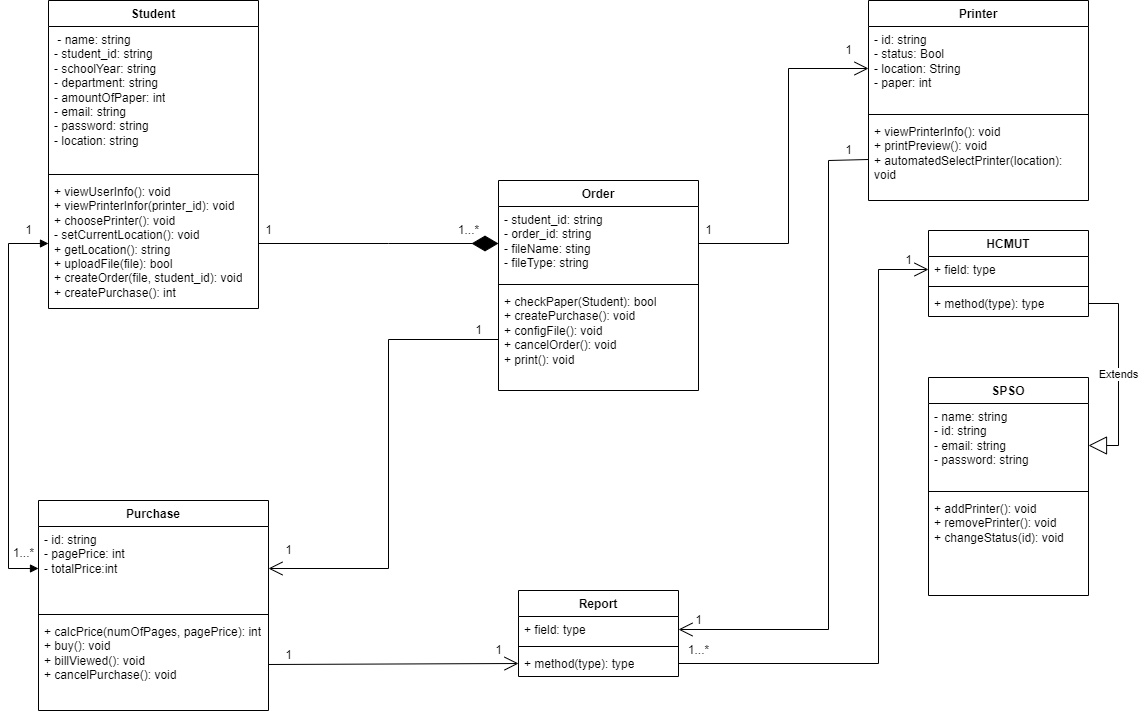 Student
- name: string
- student_id: string
- schoolYear: string
- department: string
- amountOfPaper: int
- email: string
- password: string
- location: string
+ viewUserInfo(): void
+ viewPrinterInfor(printer_id): void
+ choosePrinter(): void
- setCurrentLocation(): void
+ getLocation(): string
+ uploadFile(file): bool
+ createOrder(file, student_id): void
+ createPurchase(): int
1
1
1...*
Order
- student_id: string
- order_id: string
- fileName: sting
- fileType: string
+ checkPaper(Student): bool
+ createPurchase(): void
+ configFile(): void
+ cancelOrder(): void
+ print(): void
1
1
1
1
Printer
- id: string
- status: Bool
- location: String
- paper: int
+ viewPrinterInfo(): void
+ printPreview(): void
+ automatedSelectPrinter(location):
void
1
HCMUT
+ field: type
+ method(type): type
Extends
SPSO
- name: string
- id: string
- email: string
- password: string
+ addPrinter(): void
+ removePrinter(): void
+ changeStatus(id): void
1...*
Purchase
- id: string
- pagePrice: int
- totalPrice:int
+ calcPrice(numOfPages, pagePrice): int
+ buy(): void
+ billViewed(): void
+ cancelPurchase(): void
1
1
1
Report
+ field: type
+ method(type): type
1
1...*